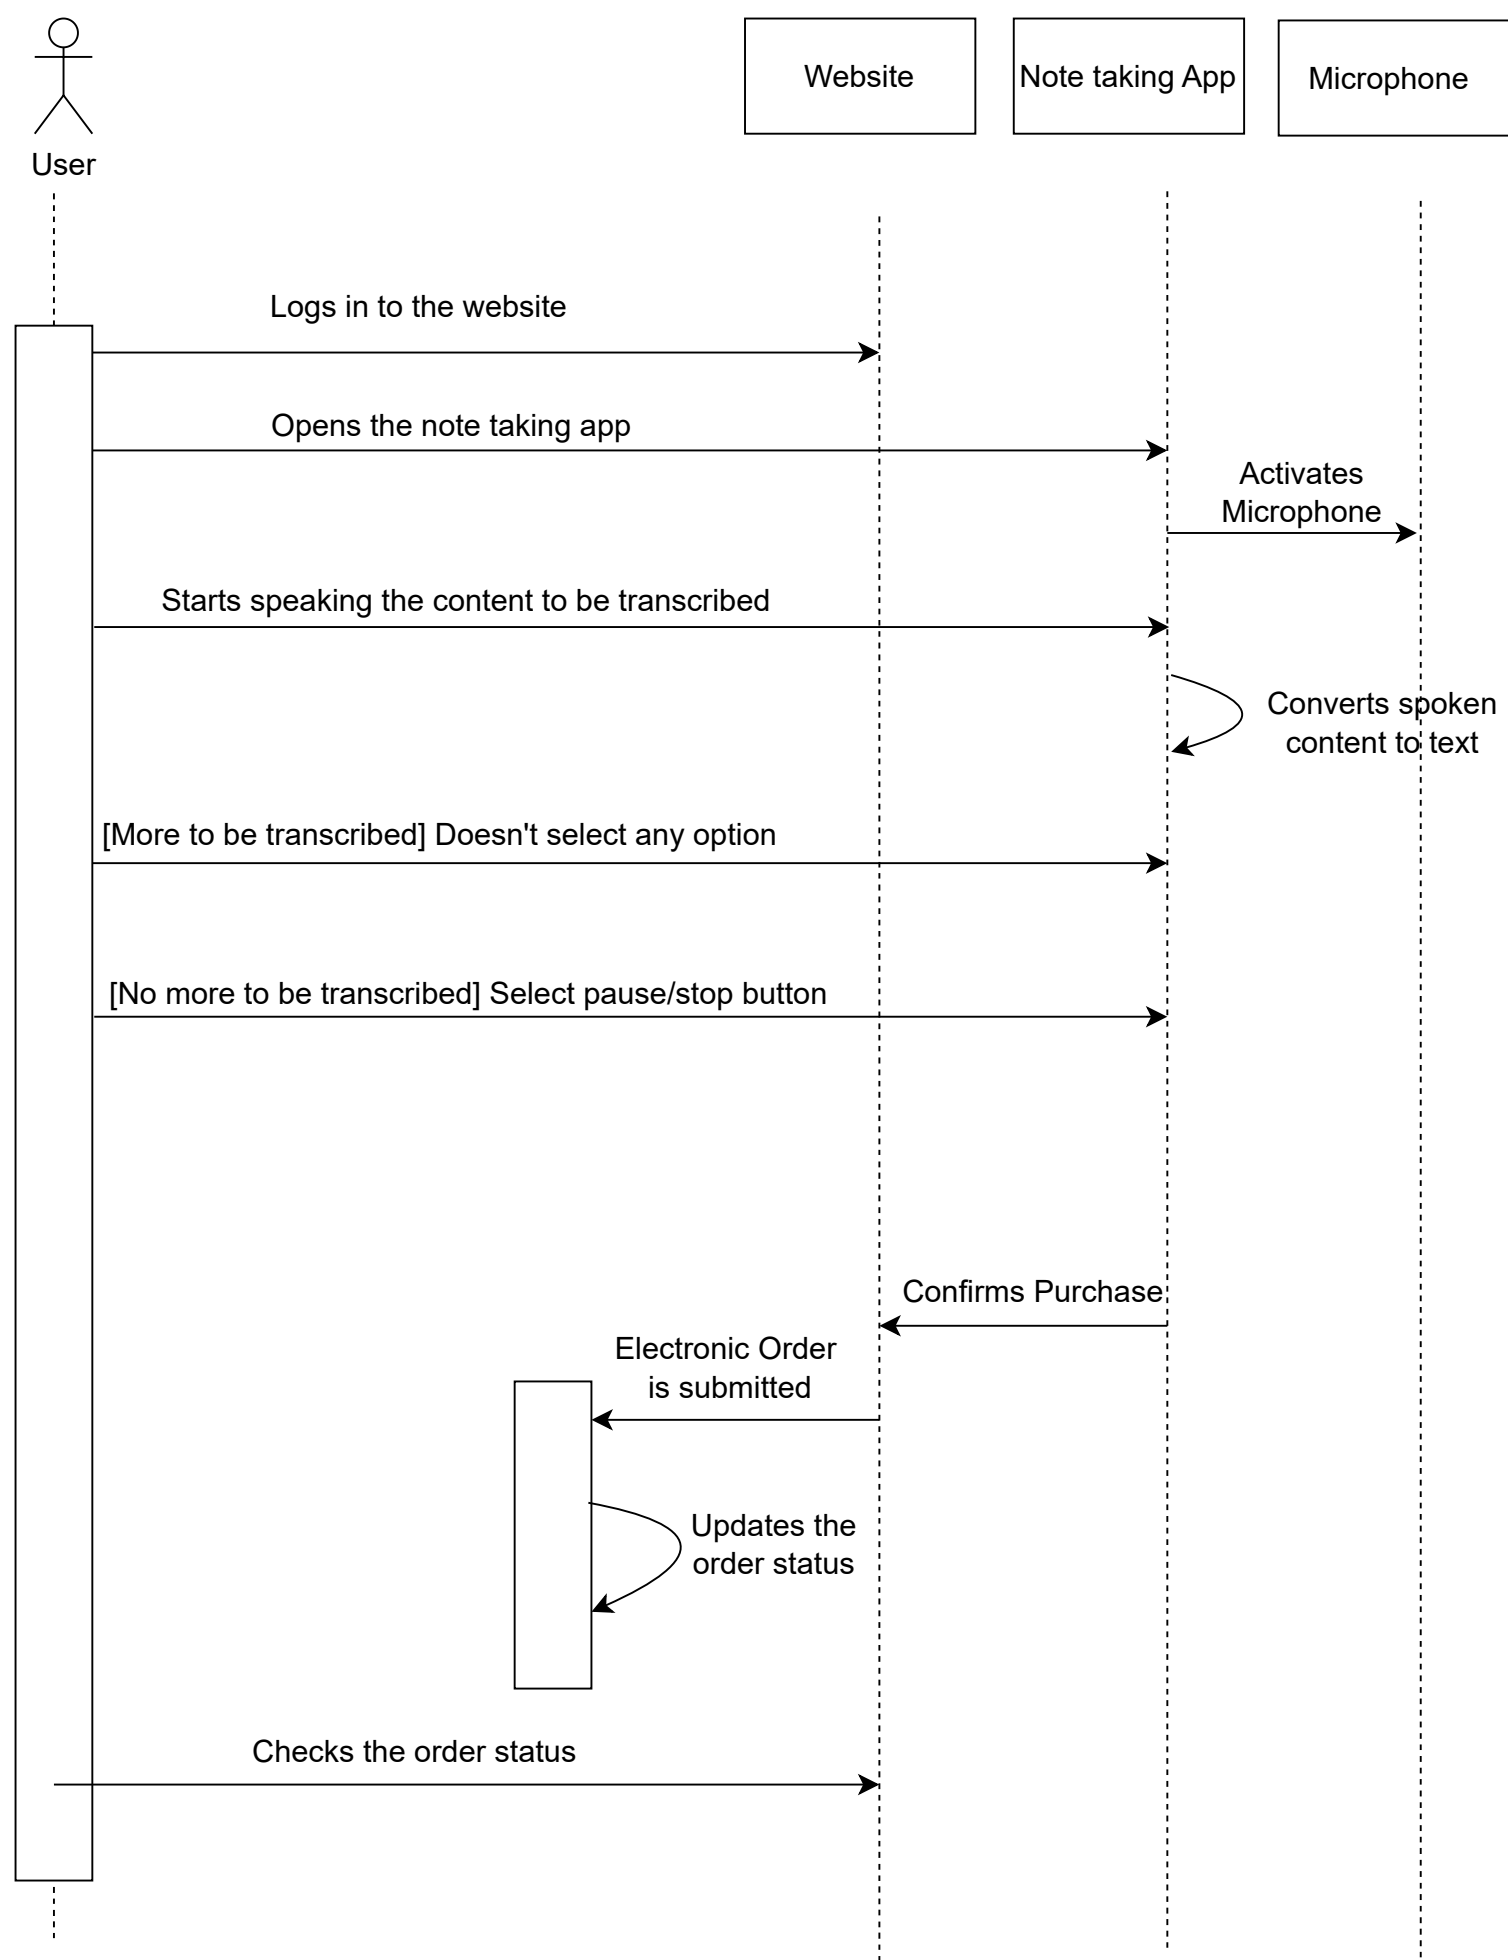 Website
Note taking App
Microphone
User
Logs in to the website
Opens the note taking app
Activates
Microphone
Starts speaking the content to be transcribed
Converts spoken
content to text
[More to be transcribed] Doesn't select any option
[No more to be transcribed] Select pause/stop button
Confirms Purchase
Electronic Order
is submitted
Updates the
order status
Checks the order status